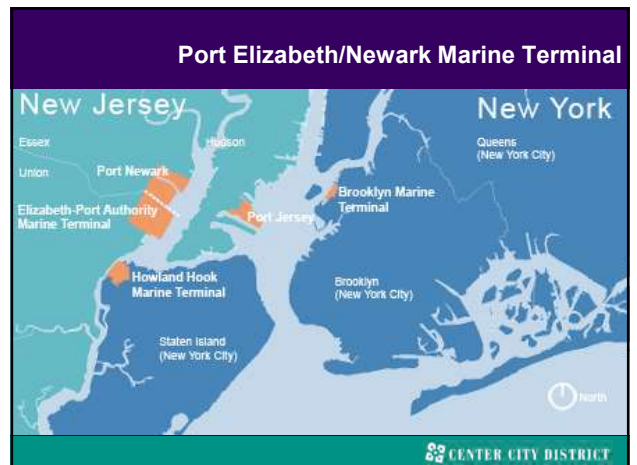 Port Elizabeth/Newark Marine Terminal
New Jersey
New York
Essex
Hudson
Queens
(New York City)
Union
Port Newark
Brooklyn Marine
Terminal
Elizabeth-Port Authority
Marine Terminal
Port Jersey
Howland Hook
Marine Terminal
Brooklyn
(New York City)
Staten Island
(New York City)
North
CENTER CITY DISTRICT